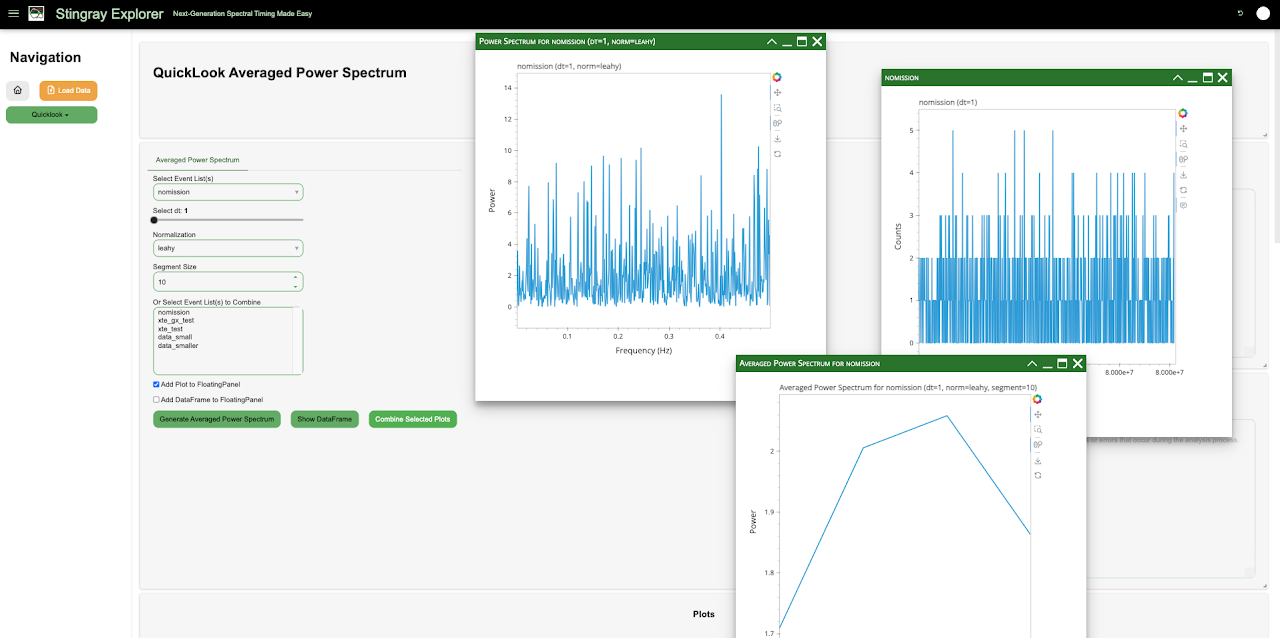 Stingray Explorer
Next-Generation Spectral Timing Made Easy
Navigation
Load Data
Quicklook
QuickLook Averaged Power Spectrum
Averaged Power Spectrum
Select Event List(s)
nomission
Select dt: 1
Normalization
leahy
Segment Size
10
Or Select Event List(s) to Combine
nomission
xte_gx_test
xte_test
data_small
data_smaller
Add Plot to FloatingPanel
Add DataFrame to FloatingPanel
Generate Averaged Power Spectrum
Show DataFrame
Combine Selected Plots
Power Spectrum for nomission (dt=1, norm=leahy)
nomission (dt=1, norm=leahy)
Power
14
12
10
8
6
4
2
0
0.1
0.2
0.3
0.4
Frequency (Hz)
nomission
nomission (dt=1)
Counts
5
4
3
2
1
0
8.000e+7
8.000e+7
or errors that occur during the analysis process.
Averaged Power Spectrum for nomission
Averaged Power Spectrum for nomission (dt=1, norm=leahy, segment=10)
Power
2
1.9
1.8
1.7
Plots